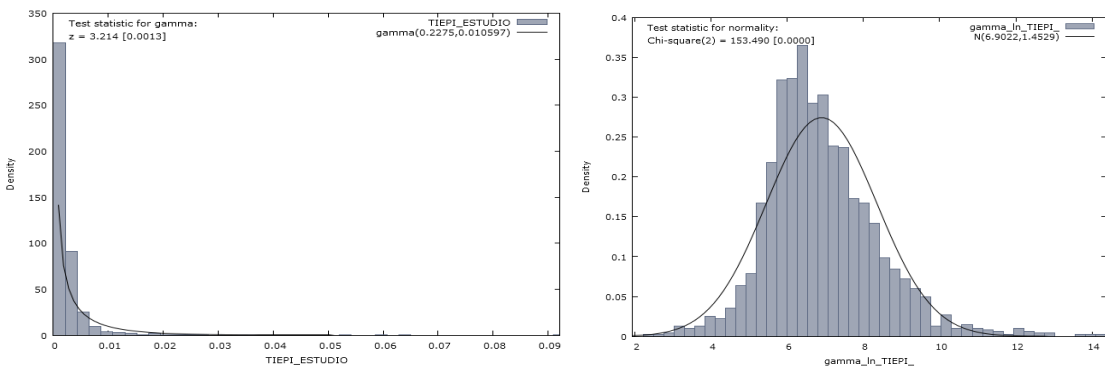 Test statistic for gamma:
z = 3.214 [0.0013]
TIEPI_ESTUDIO
gamma(0.2275,0.010597)
350
300
250
200
150
100
50
0
Density
0 0.01 0.02 0.03 0.04 0.05 0.06 0.07 0.08 0.09
TIEPI_ESTUDIO
Test statistic for normality:
Chi-square(2) = 153.490 [0.0000]
gamma_ln_TIEPI_
N(6.9022,1.4529)
0.4
0.35
0.3
0.25
0.2
0.15
0.1
0.05
0
Density
2 4 6 8 10 12 14
gamma_ln_TIEPI_